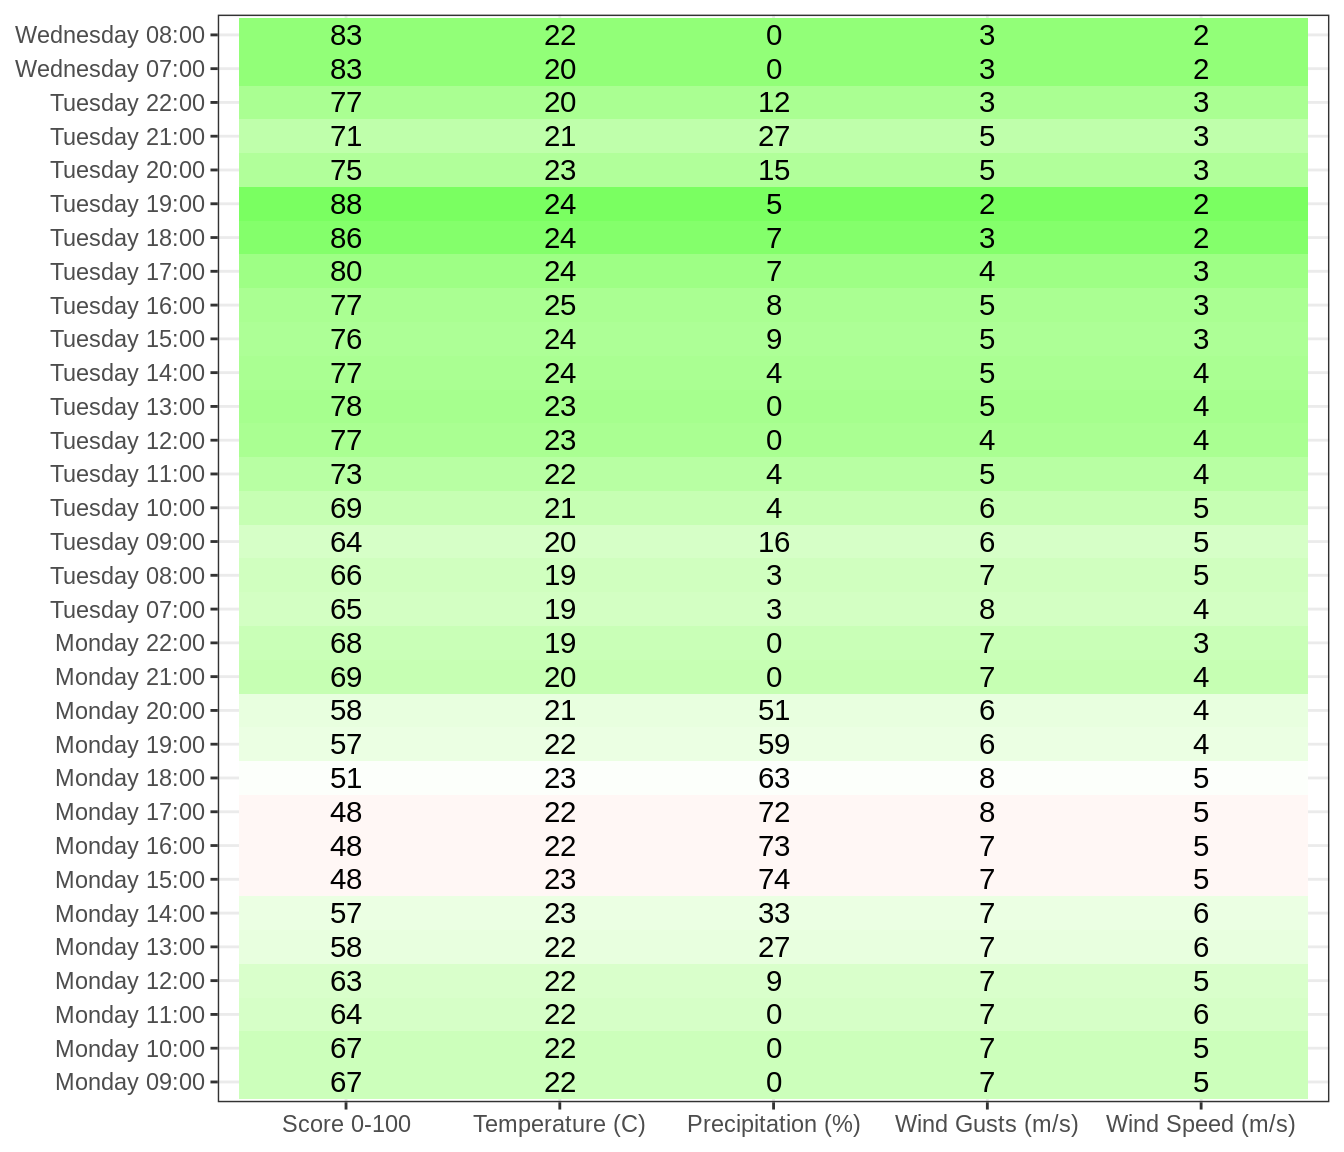 Wednesday 08:00 83 22 0 3 2
Wednesday 07:00 83 20 0 3 2
Tuesday 22:00 77 20 12 3 3
Tuesday 21:00 71 21 27 5 3
Tuesday 20:00 75 23 15 5 3
Tuesday 19:00 88 24 5 2 2
Tuesday 18:00 86 24 7 3 2
Tuesday 17:00 80 24 7 4 3
Tuesday 16:00 77 25 8 5 3
Tuesday 15:00 76 24 9 5 3
Tuesday 14:00 77 24 4 5 4
Tuesday 13:00 78 23 0 5 4
Tuesday 12:00 77 23 0 4 4
Tuesday 11:00 73 22 4 5 4
Tuesday 10:00 69 21 4 6 5
Tuesday 09:00 64 20 16 6 5
Tuesday 08:00 66 19 3 7 5
Tuesday 07:00 65 19 3 8 4
Monday 22:00 68 19 0 7 3
Monday 21:00 69 20 0 7 4
Monday 20:00 58 21 51 6 4
Monday 19:00 57 22 59 6 4
Monday 18:00 51 23 63 8 5
Monday 17:00 48 22 72 8 5
Monday 16:00 48 22 73 7 5
Monday 15:00 48 23 74 7 5
Monday 14:00 57 23 33 7 6
Monday 13:00 58 22 27 7 6
Monday 12:00 63 22 9 7 5
Monday 11:00 64 22 0 7 6
Monday 10:00 67 22 0 7 5
Monday 09:00 67 22 0 7 5
Score 0-100 Temperature (C) Precipitation (%) Wind Gusts (m/s) Wind Speed (m/s)